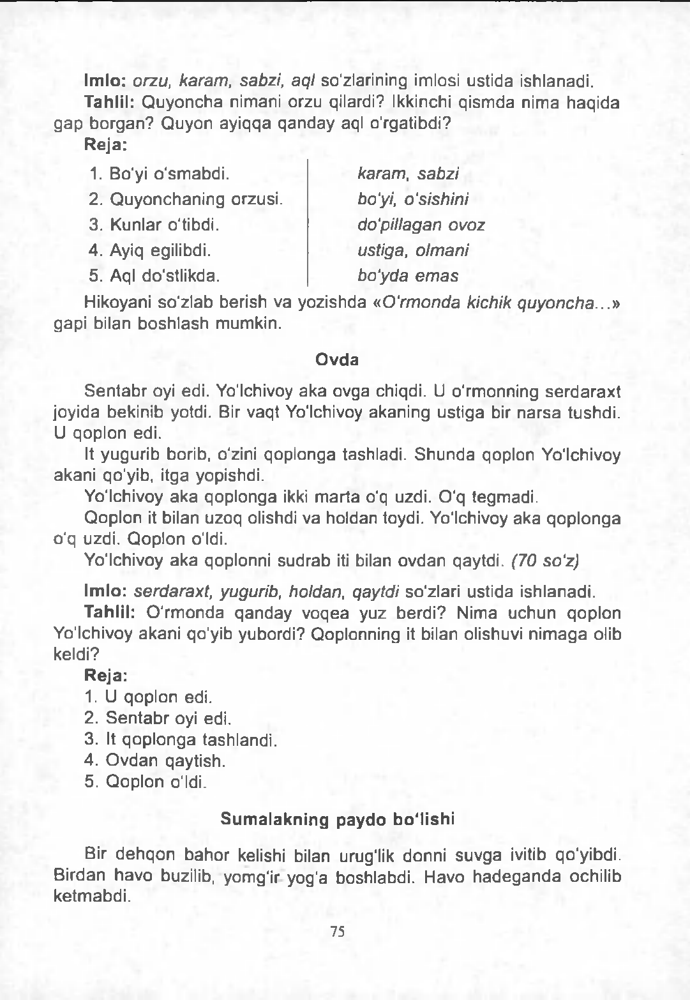 Imlo: orzu, karam, sabzi, aql so'zlarining imlosi ustida ishlanadi.
Tahlil: Quyoncha nimani orzu qilardi? Ikkinchi qismda nima haqida
gap borgan? Quyon ayiqqa qanday aql o'rgatibdi?
Reja:
1. Bo'yi o'smabdi. karam, sabzi
2. Quyonchaning orzusi. bo'yi, o'sishini
3. Kunlar o'tibdi. do'pillagan ovoz
4. Ayiq egilibdi. ustiga, olmani
5. Aql do'stlikda. bo'yda emas
Hikoyani so'zlab berish va yozishda «O'rmonda kichik quyoncha...»
gapi bilan boshlash mumkin.
Ovda
Sentabr oyi edi. Yo'lchivoy aka ovga chiqdi. U o'rmonning serdaraxt
joyida bekinib yotdi. Bir vaqt Yo'lchivoy akaning ustiga bir narsa tushdi.
U qoplon edi.
It yugurib borib, o'zini qoplonga tashladi. Shunda qoplon Yo'lchivoy
akani qo'yib, itga yopishdi.
Yo'lchivoy aka qoplonga ikki marta o'q uzdi. O'q tegmadi.
Qoplon it bilan uzoq olishdi va holdan toydi. Yo'lchivoy aka qoplonga
o'q uzdi. Qoplon o'ldi.
Yo'lchivoy aka qoplonni sudrab iti bilan ovdan qaytdi. (70 so'z)
Imlo: serdaraxt, yugurib, holdan, qaytdi so'zlari ustida ishlanadi.
Tahlil: O'rmonda qanday voqea yuz berdi? Nima uchun qoplon
Yo'lchivoy akani qo'yib yubordi? Qoplonning it bilan olishuvi nimaga olib
keldi?
Reja:
1. U qoplon edi.
2. Sentabr oyi edi.
3. It qoplonga tashlandi.
4. Ovdan qaytish.
5. Qoplon o'ldi.
Sumalakning paydo bo'lishi
Bir dehqon bahor kelishi bilan urug'lik donni suvga ivitib qo'yibdi.
Birdan havo buzilib, yomg'ir yog'a boshlabdi. Havo hadeganda ochilib
ketmabdi.
75